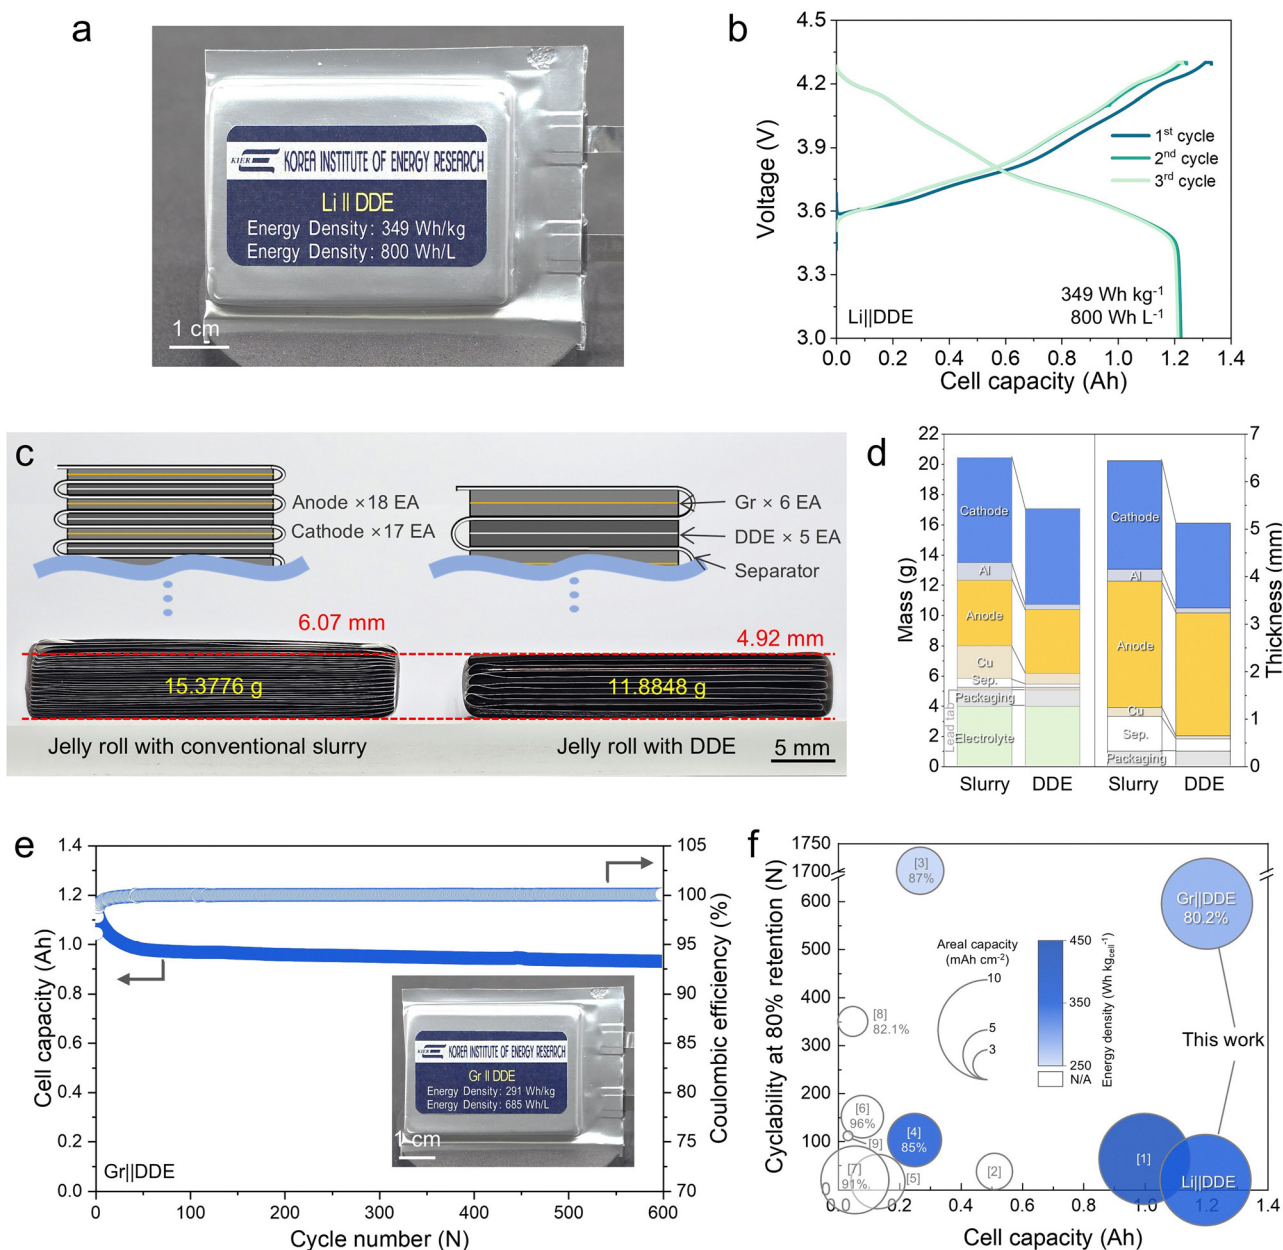 a
KIER KOREA INSTITUTE OF ENERGY RESEARCH
Li || DDE
Energy Density: 349 Wh/kg
Energy Density: 800 Wh/L
1 cm
b
Voltage (V)
4.5
4.2
3.9
3.6
3.3
3.0
1st cycle
2nd cycle
3rd cycle
349 Wh kg-1
800 Wh L-1
Li||DDE
0.0 0.2 0.4 0.6 0.8 1.0 1.2 1.4
Cell capacity (Ah)
c
Anode ×18 EA
Cathode ×17 EA
Gr × 6 EA
DDE × 5 EA
Separator
6.07 mm
4.92 mm
15.3776 g
11.8848 g
Jelly roll with conventional slurry
Jelly roll with DDE
5 mm
d
Mass (g)
22
20
18
16
14
12
10
8
6
4
2
0
Cathode
Al
Anode
Cu
Sep.
Packaging
Lead tab
Electrolyte
Cathode
Al
Anode
Cu
Sep.
Packaging
7
6
5
4
3
2
1
0
Thickness (mm)
Slurry DDE Slurry DDE
e
Cell capacity (Ah)
1.4
1.2
1.0
0.8
0.6
0.4
0.2
0.0
105
100
95
90
85
80
75
70
Coulombic efficiency (%)
KIER KOREA INSTITUTE OF ENERGY RESEARCH
Gr || DDE
Energy Density: 291 Wh/kg
Energy Density: 685 Wh/L
1 cm
Gr||DDE
0 100 200 300 400 500 600
Cycle number (N)
f
Cyclability at 80% retention (N)
1750
1700
600
500
400
300
200
100
0
[3]
87%
Gr||DDE
80.2%
Areal capacity
(mAh cm-2)
10
5
3
450
350
250
N/A
Energy density (Wh kgcell-1)
[8]
82.1%
This work
[6]
96%
[9]
[4]
85%
[7]
91%
[5]
[2]
[1]
Li||DDE
0.0 0.2 0.4 0.6 0.8 1.0 1.2 1.4
Cell capacity (Ah)